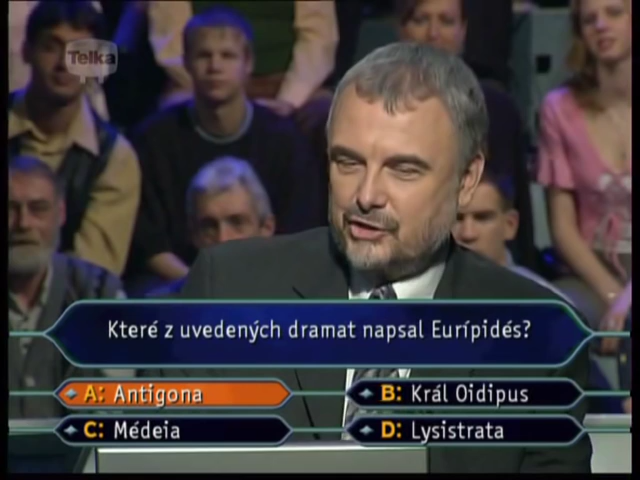 Telka
Které z uvedených dramat napsal Eurípidés?
A: Antigona
B: Král Oidipus
C: Médeia
D: Lysistrata